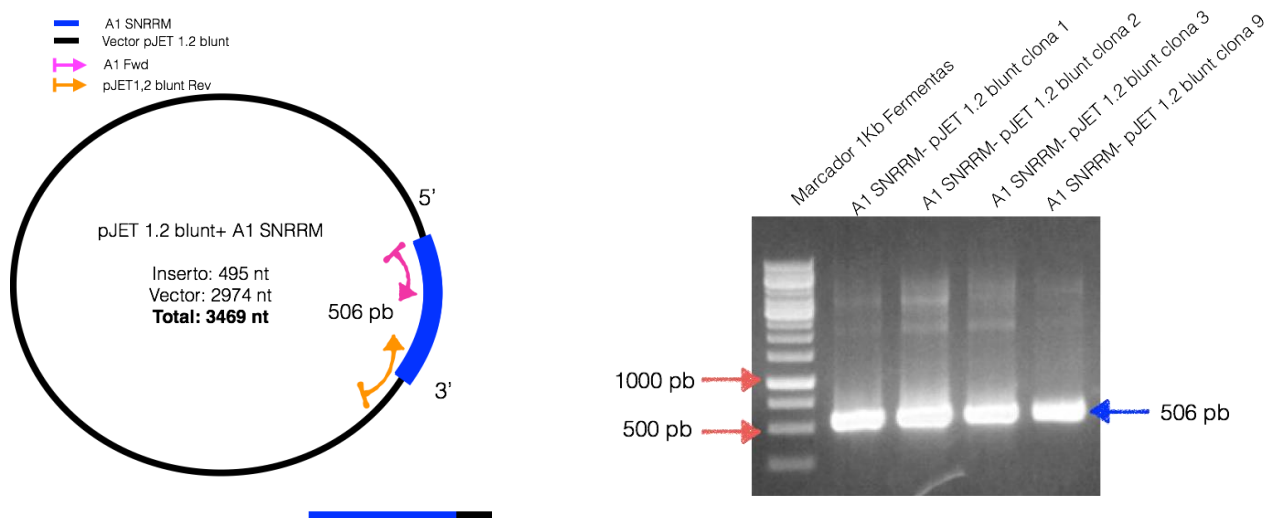 A1 SNRRM
Vector pJET 1.2 blunt
A1 Fwd
pJET1,2 blunt Rev
5'
pJET 1.2 blunt+ A1 SNRRM
Inserto: 495 nt
Vector: 2974 nt
Total: 3469 nt
506 pb
3'
Marcador 1Kb Fermentas
A1 SNRRM- pJET 1.2 blunt clona 1
A1 SNRRM- pJET 1.2 blunt clona 2
A1 SNRRM- pJET 1.2 blunt clona 3
A1 SNRRM- pJET 1.2 blunt clona 9
1000 pb
500 pb
506 pb